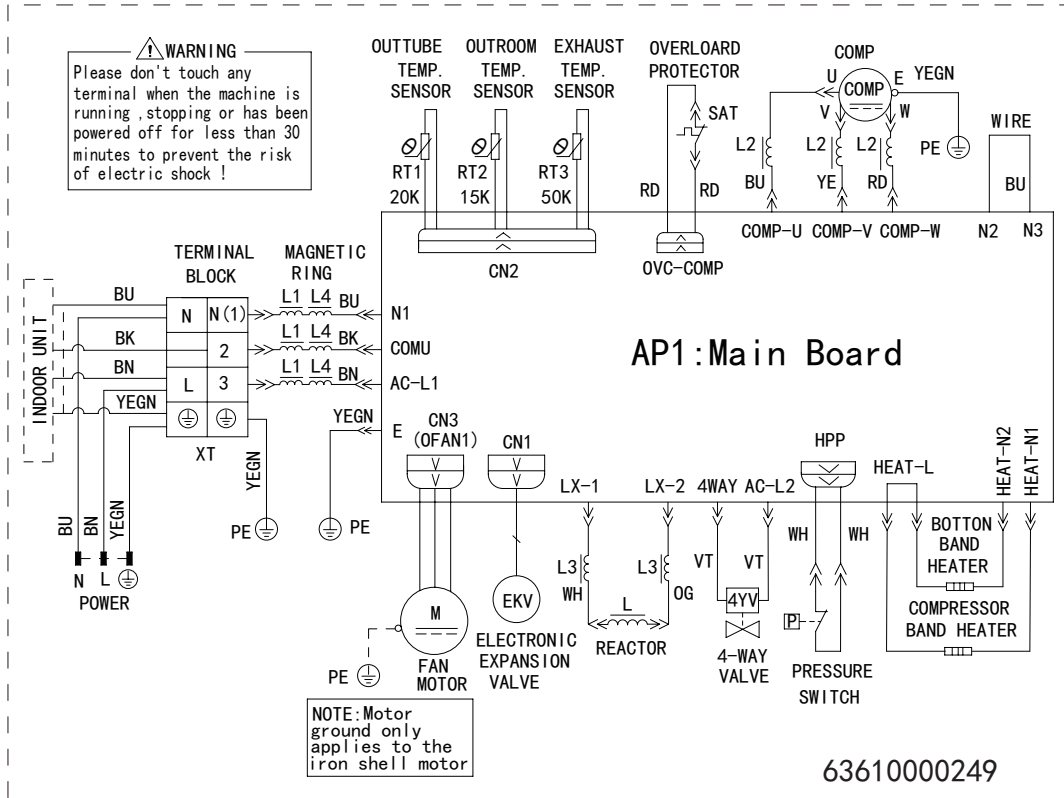 WARNING
Please don't touch any
terminal when the machine is
running ,stopping or has been
powered off for less than 30
minutes to prevent the risk
of electric shock !
OUTTUBE
TEMP.
SENSOR
OUTROOM
TEMP.
SENSOR
EXHAUST
TEMP.
SENSOR
OVERLOARD
PROTECTOR
COMP
RT1
20K
RT2
15K
RT3
50K
CN2
SAT
RD
RD
OVC-COMP
U
V
W
E
YEGN
COMP
PE
L2
L2
L2
BU
YE
RD
COMP-U
COMP-V
COMP-W
WIRE
BU
N2
N3
TERMINAL
BLOCK
MAGNETIC
RING
INDOOR UNIT
BU
BK
BN
YEGN
N
N(1)
2
L
3
XT
L1
L4
BU
N1
L1
L4
BK
COMU
L1
L4
BN
AC-L1
YEGN
E
PE
YEGN
PE
BU
BN
YEGN
N
L
POWER
AP1:Main Board
CN3
(OFAN1)
CN1
LX-1
LX-2
4WAY
AC-L2
HPP
HEAT-L
HEAT-N2
HEAT-N1
M
PE
FAN
MOTOR
EKV
ELECTRONIC
EXPANSION
VALVE
L3
WH
L3
OG
L
REACTOR
VT
VT
4YV
4-WAY
VALVE
WH
WH
P
PRESSURE
SWITCH
BOTTON
BAND
HEATER
COMPRESSOR
BAND HEATER
NOTE:Motor
ground only
applies to the
iron shell motor
63610000249